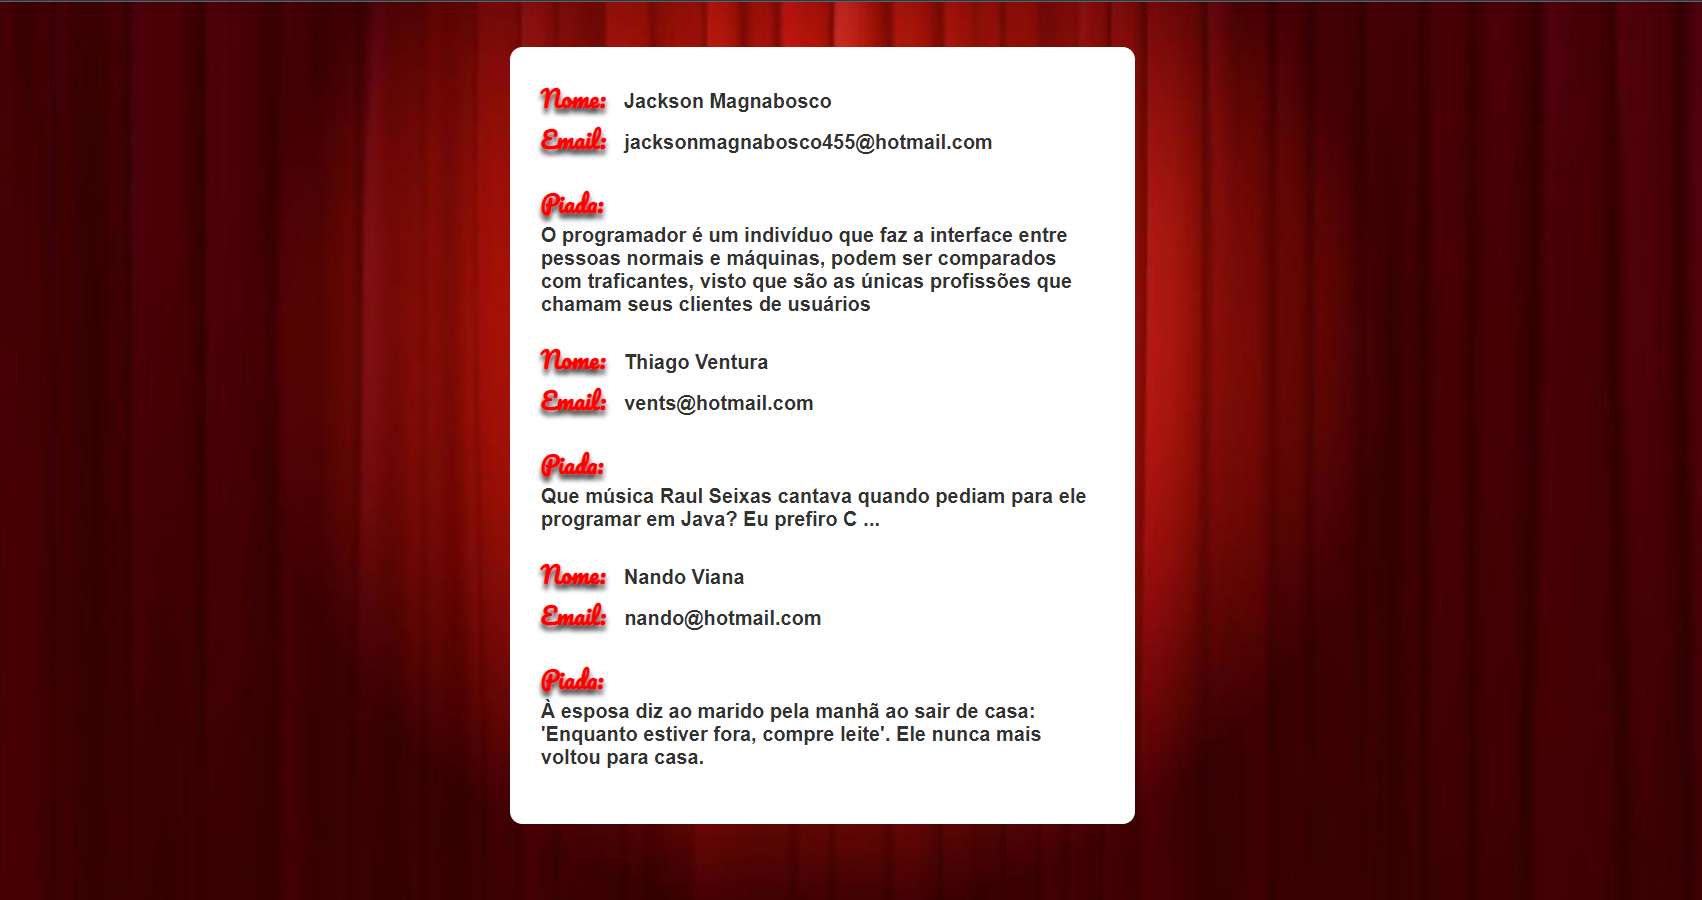 Nome: Jackson Magnabosco
Email: jacksonmagnabosco455@hotmail.com
Piada:
O programador é um indivíduo que faz a interface entre
pessoas normais e máquinas, podem ser comparados
com traficantes, visto que são as únicas profissões que
chamam seus clientes de usuários
Nome: Thiago Ventura
Email: vents@hotmail.com
Piada:
Que música Raul Seixas cantava quando pediam para ele
programar em Java? Eu prefiro C ...
Nome: Nando Viana
Email: nando@hotmail.com
Piada:
À esposa diz ao marido pela manhã ao sair de casa:
'Enquanto estiver fora, compre leite'. Ele nunca mais
voltou para casa.